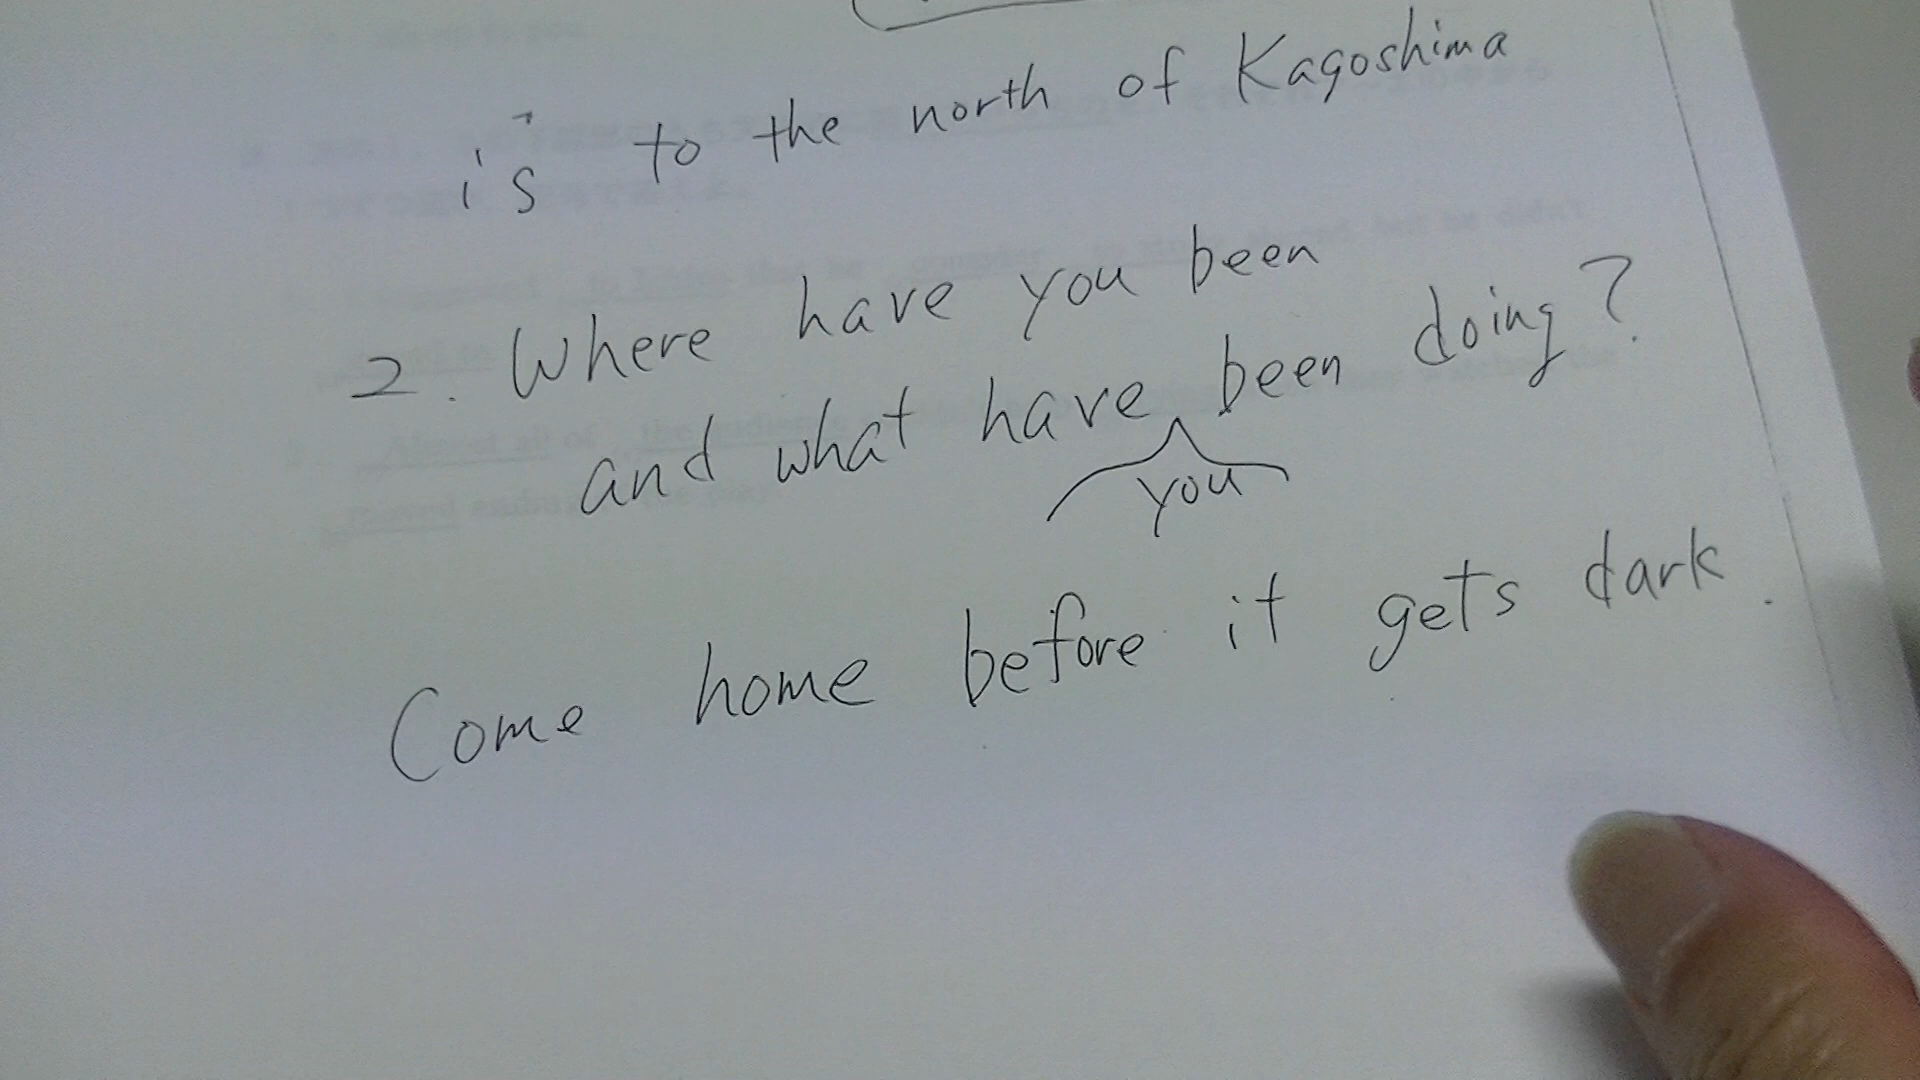 is to the north of Kagoshima
2. Where have you been
and what have you been doing?
Come home before it gets dark.